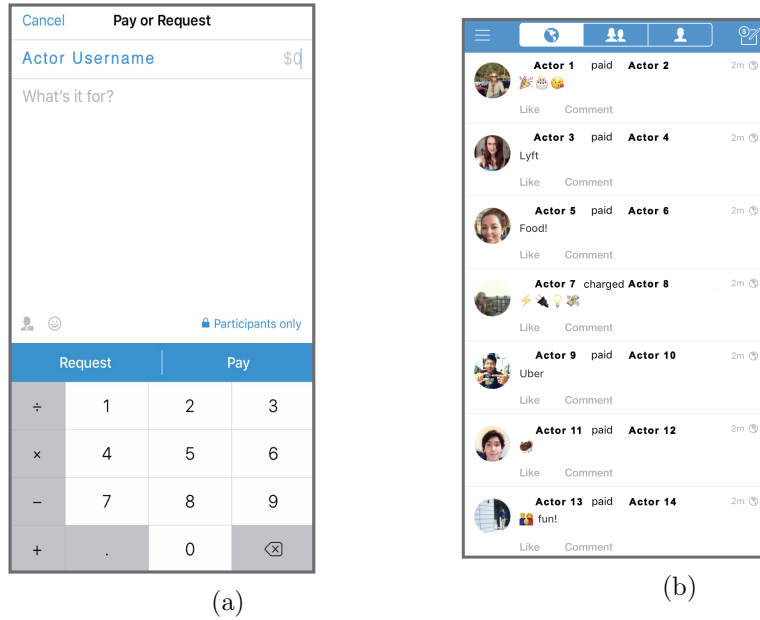 Cancel Pay or Request
Actor Username $0
What's it for?
Participants only
Request Pay
÷ 1 2 3
× 4 5 6
− 7 8 9
+ . 0
(a)
Actor 1 paid Actor 2 2m
Like Comment
Actor 3 paid Actor 4 2m
Lyft
Like Comment
Actor 5 paid Actor 6 2m
Food!
Like Comment
Actor 7 charged Actor 8 2m
Like Comment
Actor 9 paid Actor 10 2m
Uber
Like Comment
Actor 11 paid Actor 12 2m
Like Comment
Actor 13 paid Actor 14 2m
fun!
Like Comment
(b)